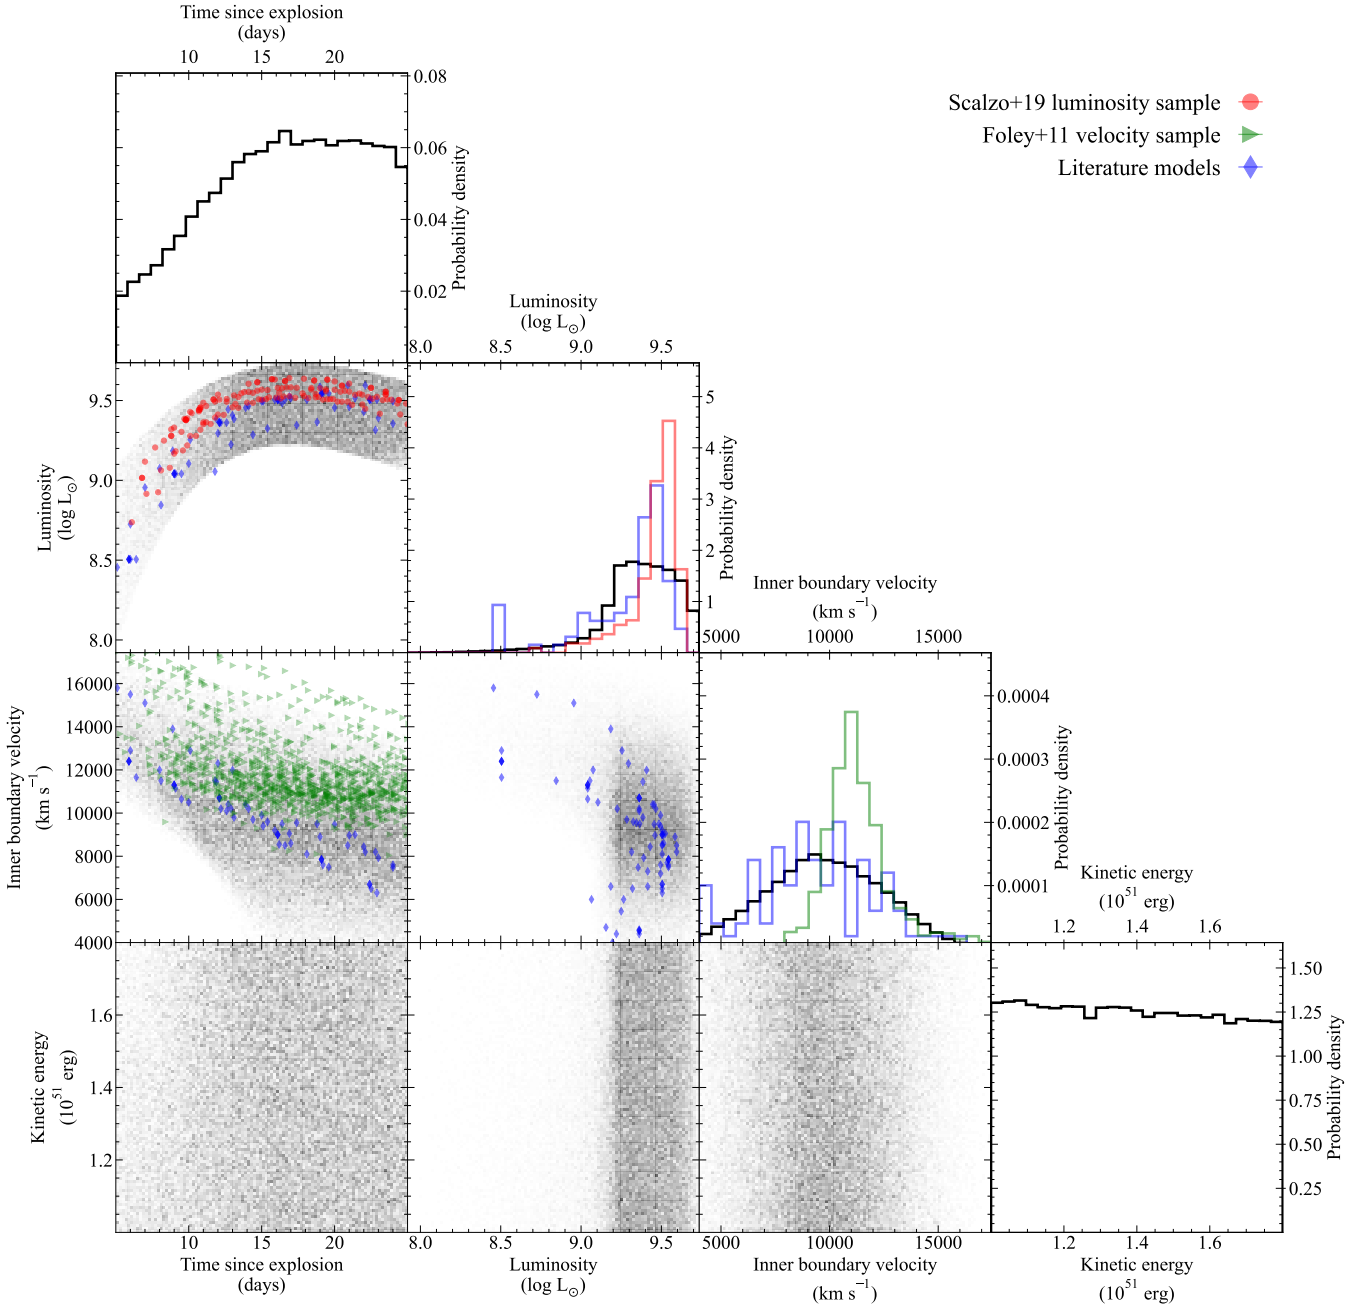 Time since explosion
(days)
10 15 20
0.08
0.06
0.04
0.02
Probability density
Scalzo+19 luminosity sample
Foley+11 velocity sample
Literature models
Luminosity
(log L⊙)
8.0 8.5 9.0 9.5
9.5
9.0
8.5
8.0
Luminosity
(log L⊙)
5
4
3
2
1
Probability density
Inner boundary velocity
(km s⁻¹)
5000 10000 15000
16000
14000
12000
10000
8000
6000
4000
Inner boundary velocity
(km s⁻¹)
0.0004
0.0003
0.0002
0.0001
Probability density
Kinetic energy
(10⁵¹ erg)
1.2 1.4 1.6
1.6
1.4
1.2
Kinetic energy
(10⁵¹ erg)
1.50
1.25
1.00
0.75
0.50
0.25
Probability density
10 15 20
Time since explosion
(days)
8.0 8.5 9.0 9.5
Luminosity
(log L⊙)
5000 10000 15000
Inner boundary velocity
(km s⁻¹)
1.2 1.4 1.6
Kinetic energy
(10⁵¹ erg)